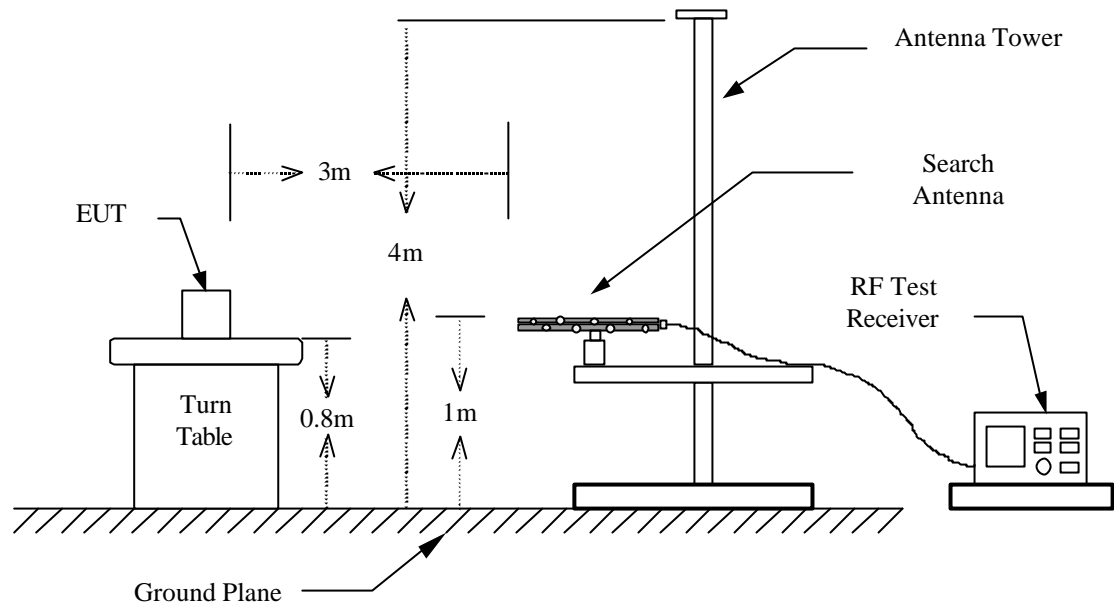 Antenna Tower
3m
Search
Antenna
EUT
4m
RF Test
Receiver
Turn
Table
0.8m
1m
Ground Plane